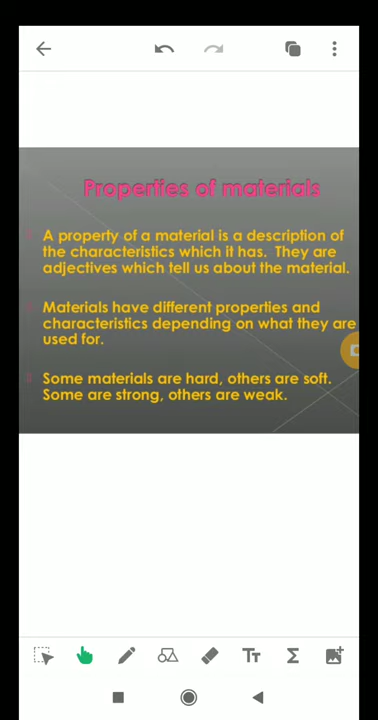 Properties of materials
A property of a material is a description of
the characteristics which it has. They are
adjectives which tell us about the material.
Materials have different properties and
characteristics depending on what they are
used for.
Some materials are hard, others are soft.
Some are strong, others are weak.